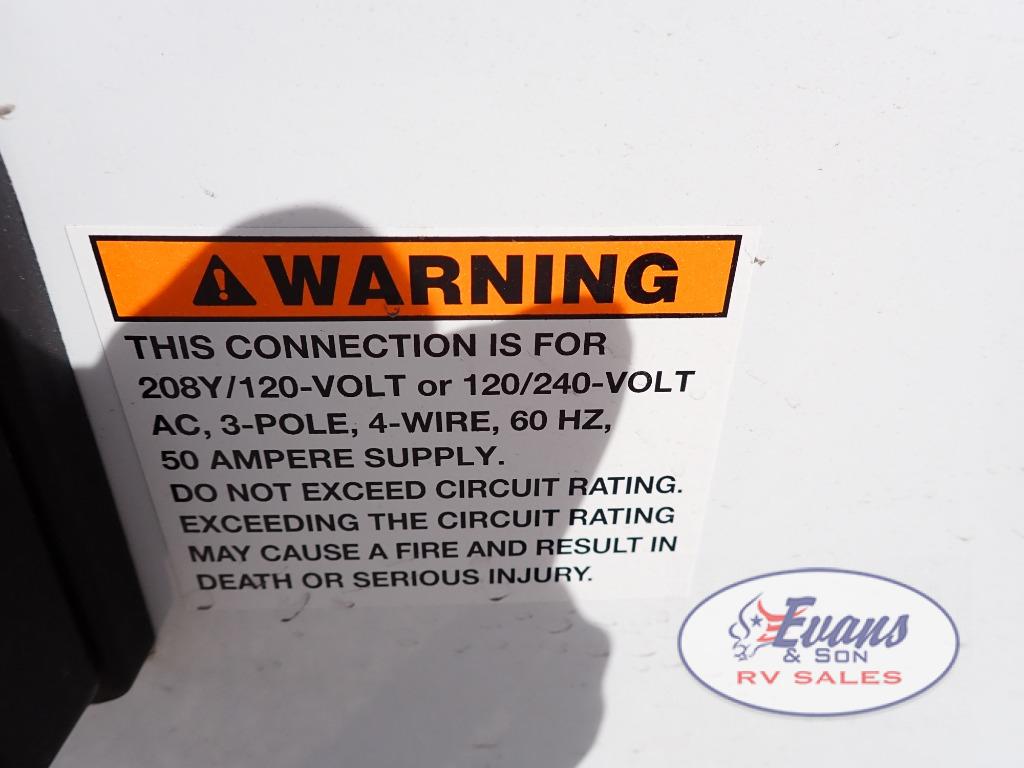 WARNING
THIS CONNECTION IS FOR
208Y/120-VOLT or 120/240-VOLT
AC, 3-POLE, 4-WIRE, 60 HZ,
50 AMPERE SUPPLY.
DO NOT EXCEED CIRCUIT RATING.
EXCEEDING THE CIRCUIT RATING
MAY CAUSE A FIRE AND RESULT IN
DEATH OR SERIOUS INJURY.
Evans
& SON
RV SALES